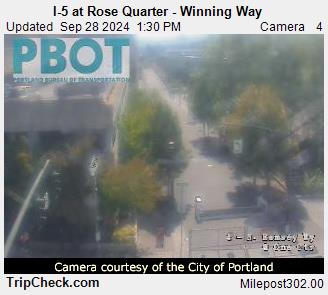 I-5 at Rose Quarter - Winning Way
Updated Sep 28 2024 1:30 PM Camera 4
PBOT
PORTLAND BUREAU OF TRANSPORTATION
Camera courtesy of the City of Portland
TripCheck.com Milepost302.00